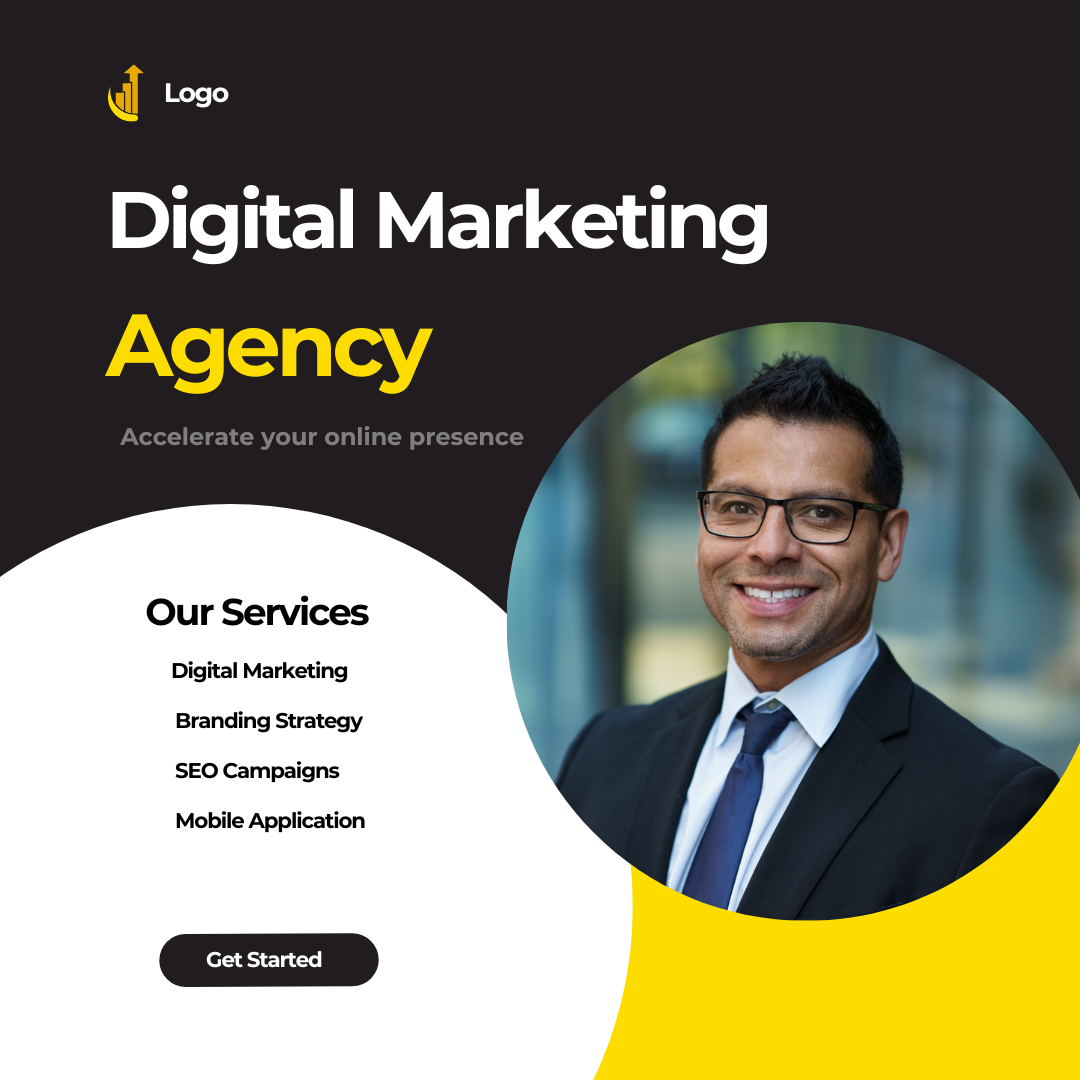 Logo
Digital Marketing
Agency
Accelerate your online presence
Our Services
Digital Marketing
Branding Strategy
SEO Campaigns
Mobile Application
Get Started